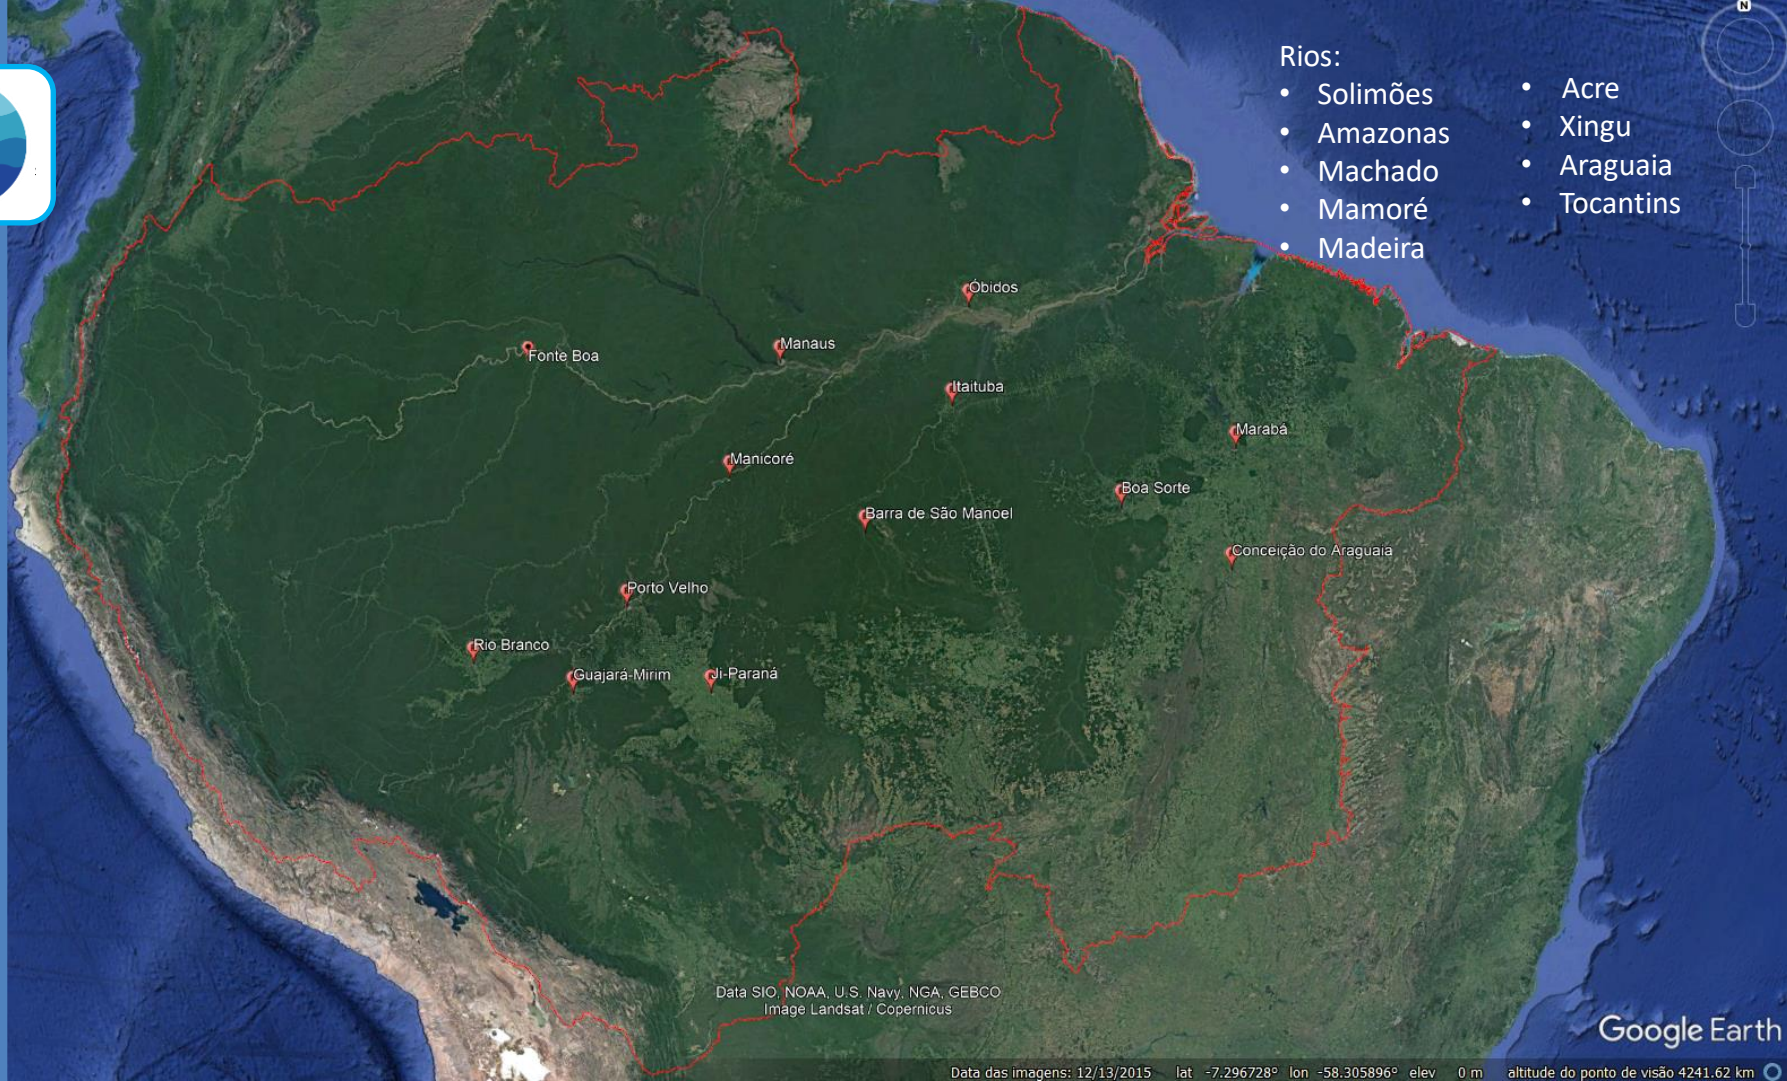 N
Rios:
• Solimões
• Amazonas
• Machado
• Mamoré
• Madeira
• Acre
• Xingu
• Araguaia
• Tocantins
Óbidos
Manaus
Fonte Boa
Itaituba
Marabá
Manicoré
Boa Sorte
Barra de São Manoel
Conceição do Araguaia
Porto Velho
Rio Branco
Guajará-Mirim
Ji-Paraná
Data SIO, NOAA, U.S. Navy, NGA, GEBCO
Image Landsat / Copernicus
Google Earth
Data das imagens: 12/13/2015 lat -7.296728° lon -58.305896° elev 0 m altitude do ponto de visão 4241.62 km